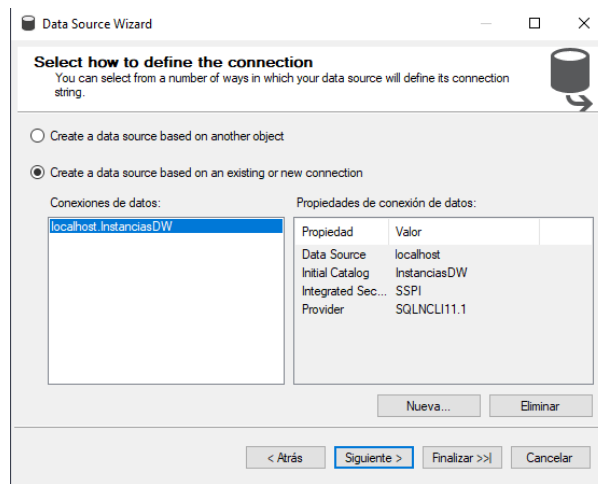 Data Source Wizard
Select how to define the connection
You can select from a number of ways in which your data source will define its connection
string.
Create a data source based on another object
Create a data source based on an existing or new connection
Conexiones de datos:
Propiedades de conexión de datos:
localhost.InstanciasDW
Propiedad Valor
Data Source localhost
Initial Catalog InstanciasDW
Integrated Sec... SSPI
Provider SQLNCLI11.1
Nueva... Eliminar
< Atrás Siguiente > Finalizar >>| Cancelar